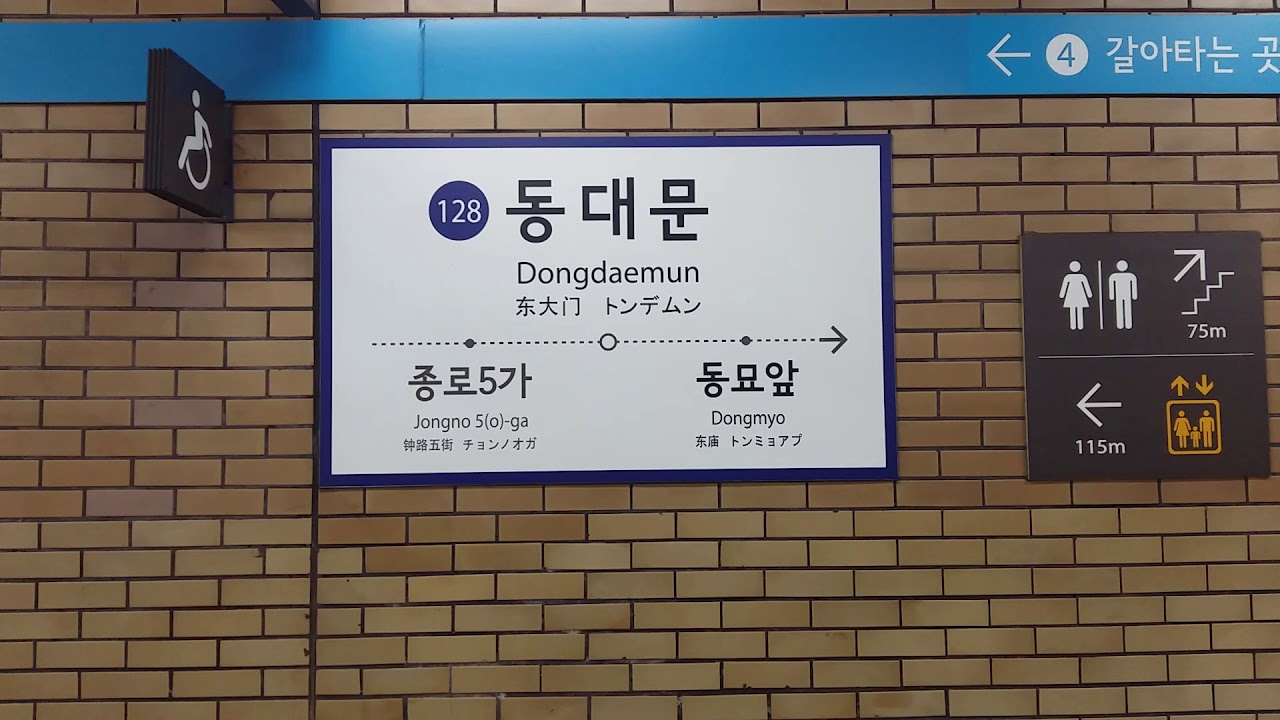 ← 4 갈아타는 곳
128 동대문
Dongdaemun
东大门 トンデムン
종로5가
Jongno 5(o)-ga
钟路五街 チョンノオガ
동묘앞
Dongmyo
东庙 トンミョアプ
75m
115m